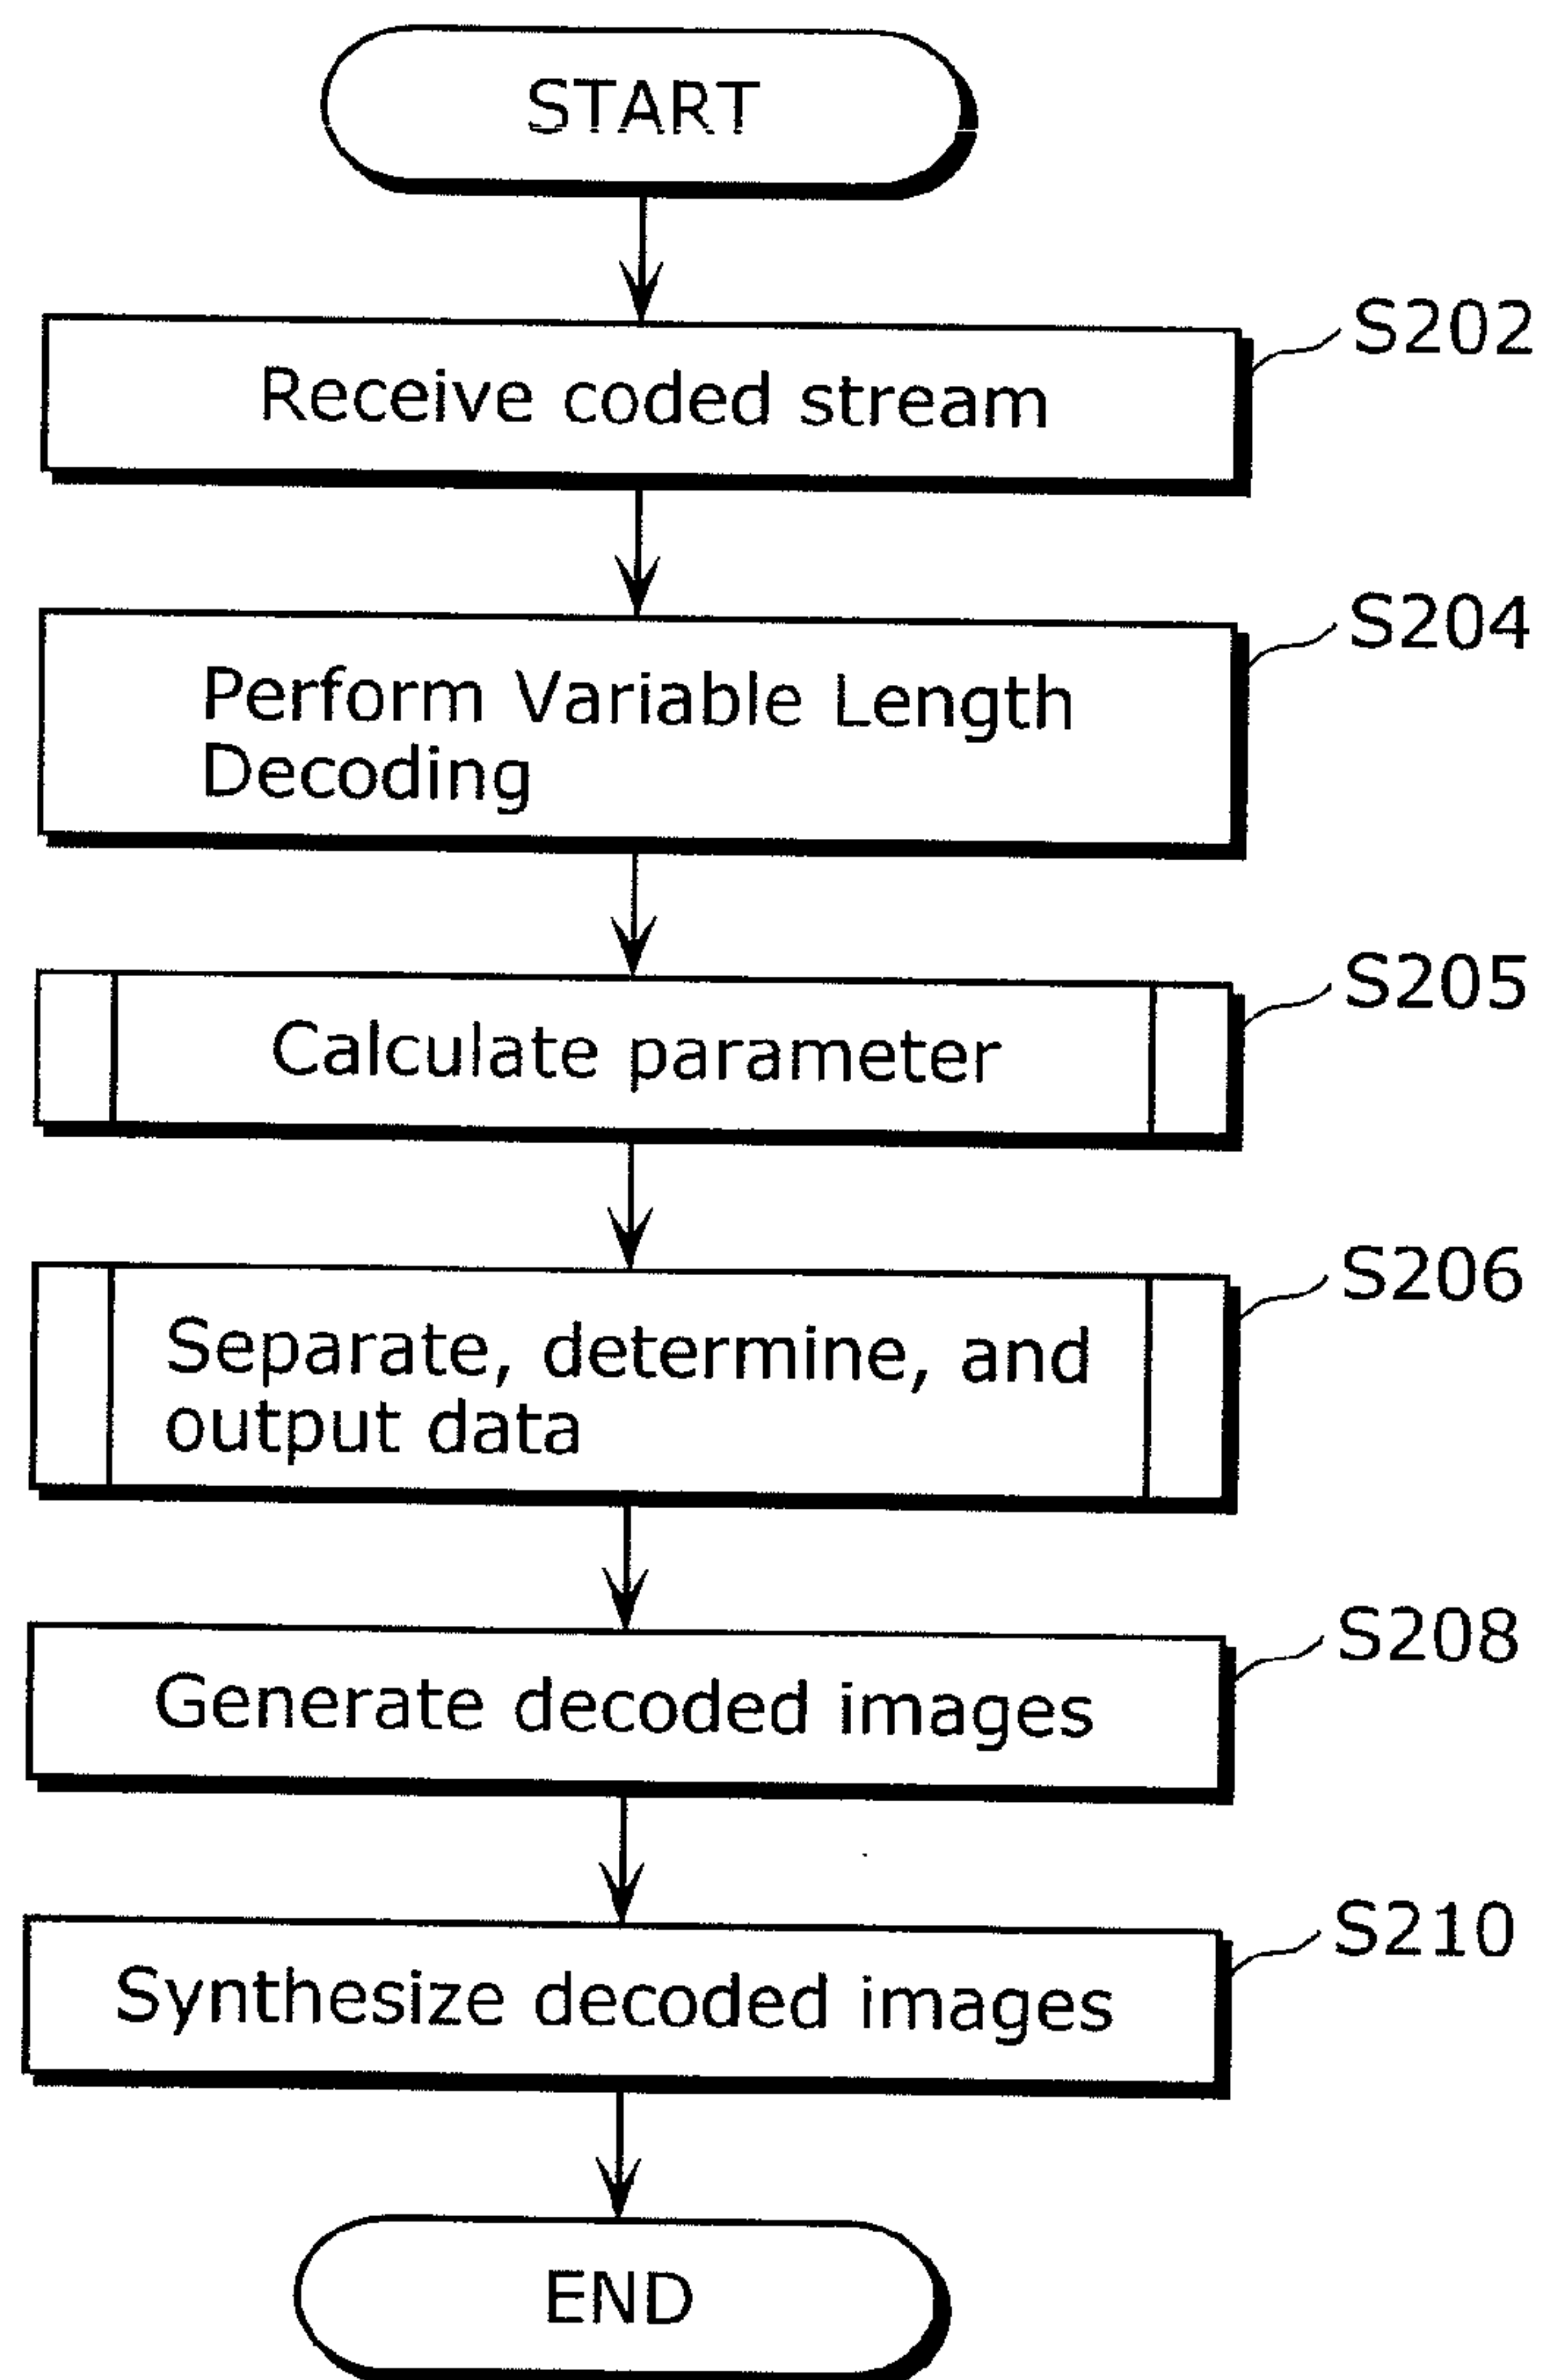 START
S202
Receive coded stream
S204
Perform Variable Length
Decoding
S205
Calculate parameter
S206
Separate, determine, and
output data
S208
Generate decoded images
S210
Synthesize decoded images
END